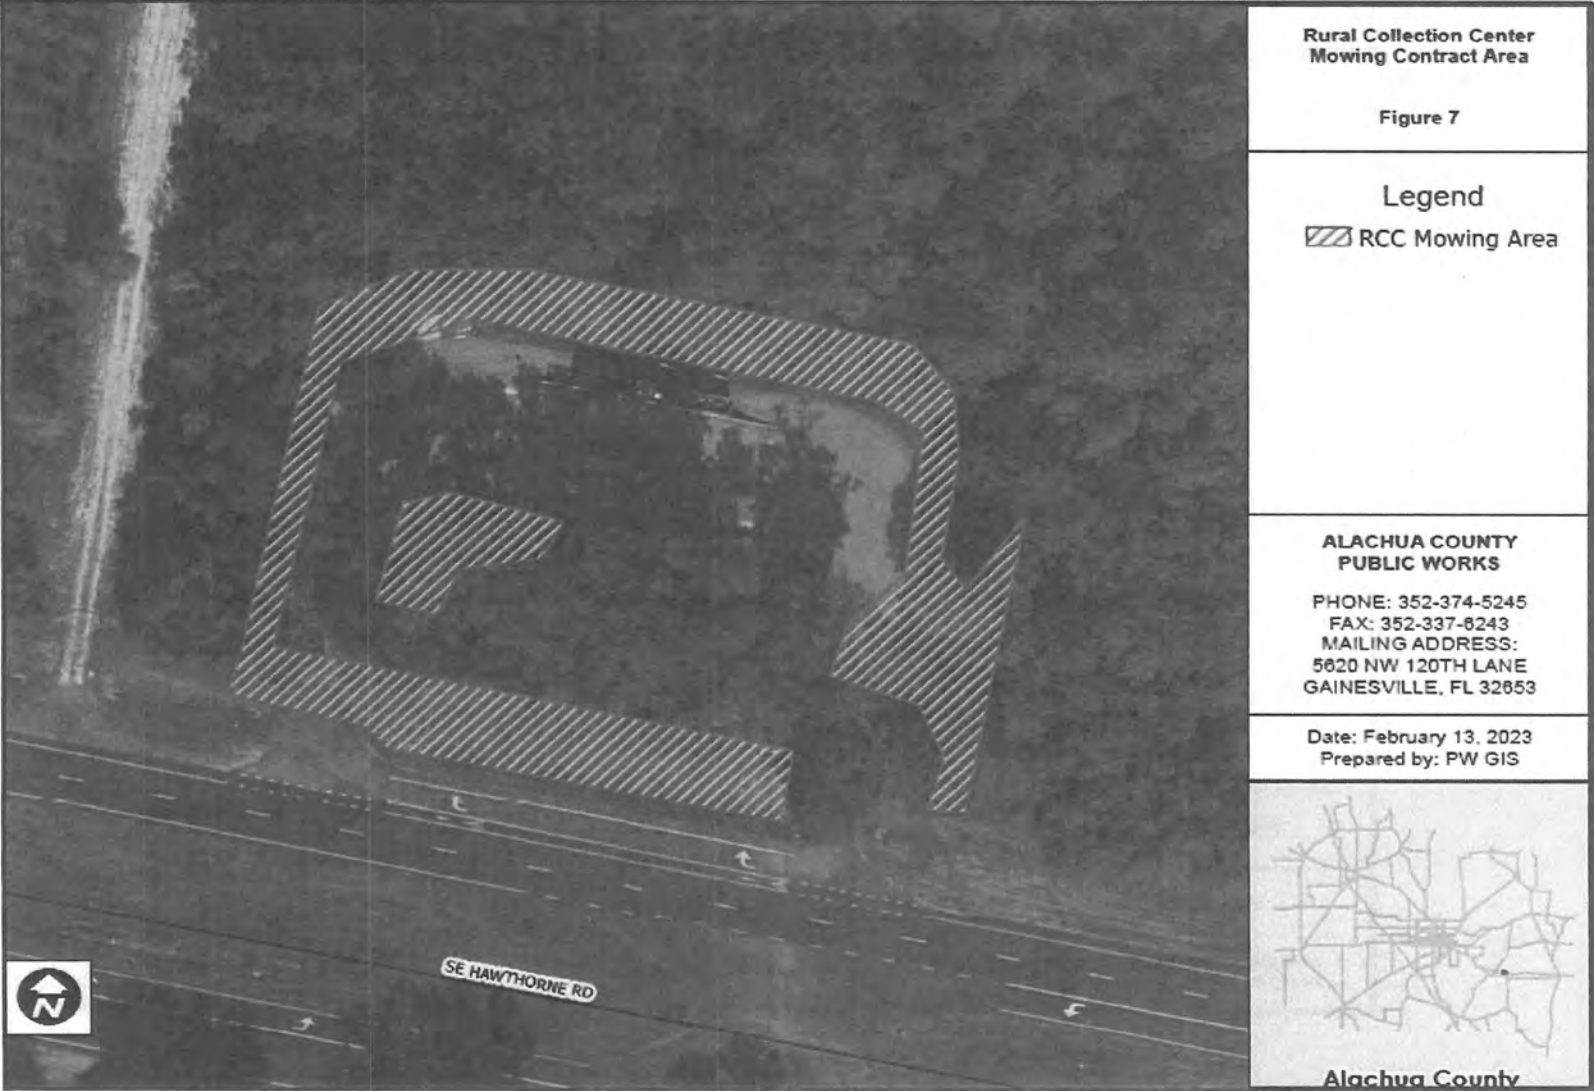 Rural Collection Center
Mowing Contract Area
Figure 7
Legend
RCC Mowing Area
ALACHUA COUNTY
PUBLIC WORKS
PHONE: 352-374-5245
FAX: 352-337-6243
MAILING ADDRESS:
5620 NW 120TH LANE
GAINESVILLE, FL 32653
Date: February 13, 2023
Prepared by: PW GIS
SE HAWTHORNE RD
N
Alachua County